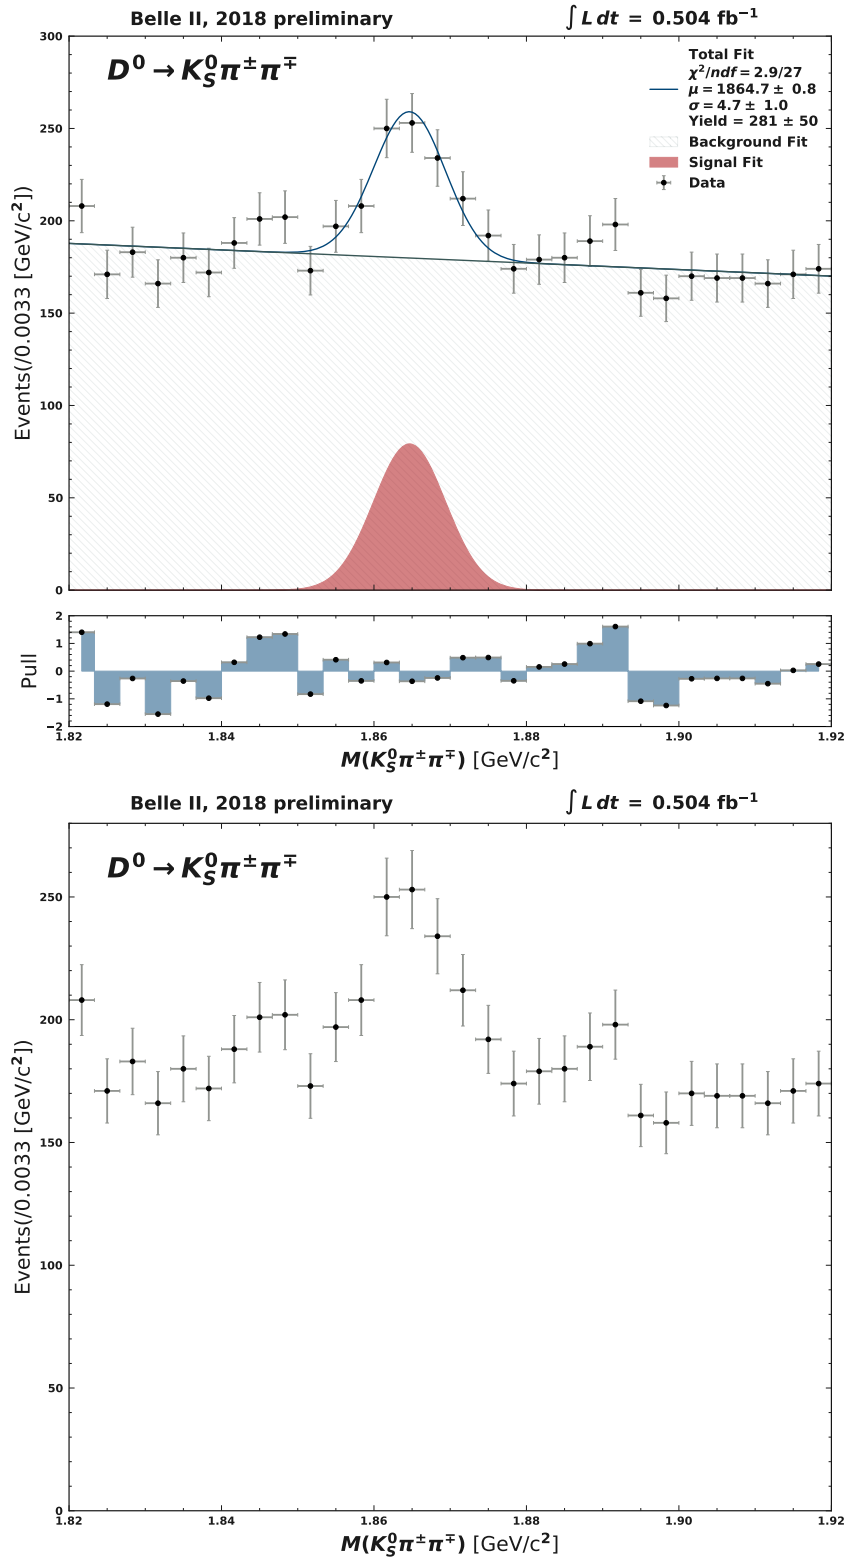 Belle II, 2018 preliminary
∫ L dt = 0.504 fb⁻¹
D⁰ → K⁰_S π± π∓
Total Fit
χ²/ndf = 2.9/27
μ = 1864.7 ± 0.8
σ = 4.7 ± 1.0
Yield = 281 ± 50
Background Fit
Signal Fit
Data
Events(/0.0033 [GeV/c²])
300
250
200
150
100
50
0
Pull
2
1
0
−1
−2
1.82 1.84 1.86 1.88 1.90 1.92
M(K⁰_S π± π∓) [GeV/c²]
Belle II, 2018 preliminary
∫ L dt = 0.504 fb⁻¹
D⁰ → K⁰_S π± π∓
Events(/0.0033 [GeV/c²])
250
200
150
100
50
0
1.82 1.84 1.86 1.88 1.90 1.92
M(K⁰_S π± π∓) [GeV/c²]